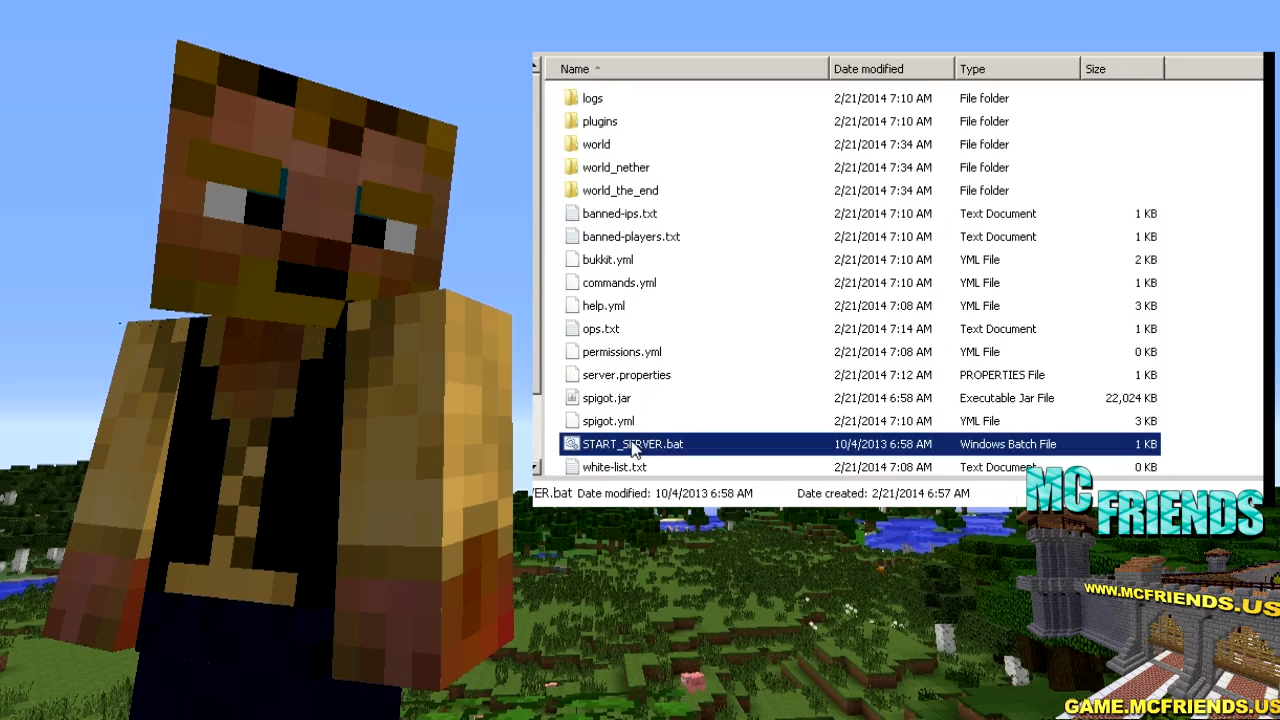 Name Date modified Type Size
logs 2/21/2014 7:10 AM File folder
plugins 2/21/2014 7:10 AM File folder
world 2/21/2014 7:34 AM File folder
world_nether 2/21/2014 7:34 AM File folder
world_the_end 2/21/2014 7:34 AM File folder
banned-ips.txt 2/21/2014 7:10 AM Text Document 1 KB
banned-players.txt 2/21/2014 7:10 AM Text Document 1 KB
bukkit.yml 2/21/2014 7:10 AM YML File 2 KB
commands.yml 2/21/2014 7:10 AM YML File 1 KB
help.yml 2/21/2014 7:08 AM YML File 3 KB
ops.txt 2/21/2014 7:14 AM Text Document 1 KB
permissions.yml 2/21/2014 7:08 AM YML File 0 KB
server.properties 2/21/2014 7:12 AM PROPERTIES File 1 KB
spigot.jar 2/21/2014 6:58 AM Executable Jar File 22,024 KB
spigot.yml 2/21/2014 7:10 AM YML File 3 KB
START_SERVER.bat 10/4/2013 6:58 AM Windows Batch File 1 KB
white-list.txt 2/21/2014 7:08 AM Text Document 0 KB
ER.bat Date modified: 10/4/2013 6:58 AM Date created: 2/21/2014 6:57 AM
MC FRIENDS
WWW.MCFRIENDS.US
GAME.MCFRIENDS.US